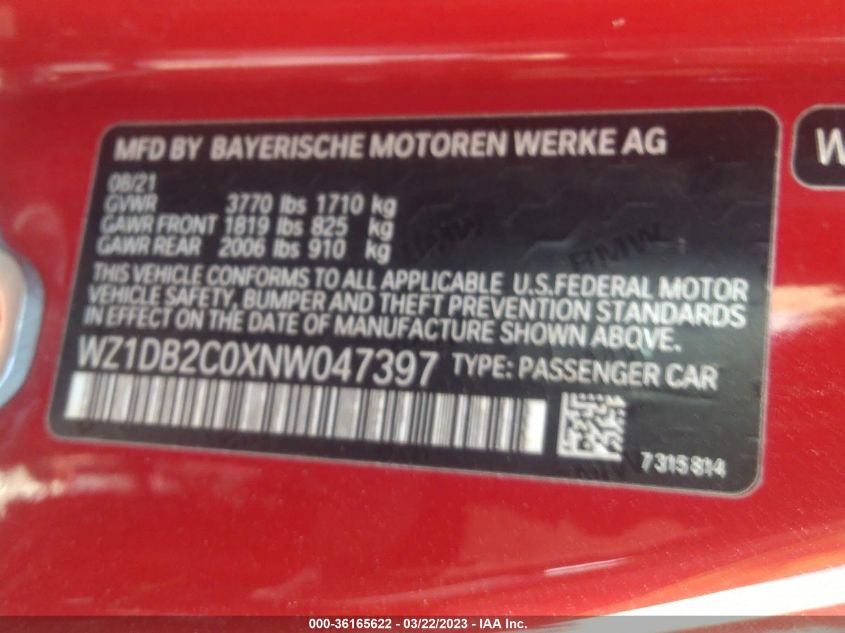 MFD BY BAYERISCHE MOTOREN WERKE AG
W
08/21
GVWR 3770 lbs 1710 kg
GAWR FRONT 1819 lbs 825 kg
GAWR REAR 2006 lbs 910 kg
THIS VEHICLE CONFORMS TO ALL APPLICABLE U.S.FEDERAL MOTOR
VEHICLE SAFETY, BUMPER AND THEFT PREVENTION STANDARDS
IN EFFECT ON THE DATE OF MANUFACTURE SHOWN ABOVE.
WZ1DB2C0XNW047397 TYPE: PASSENGER CAR
7315814
000-36165622 - 03/22/2023 - IAA Inc.